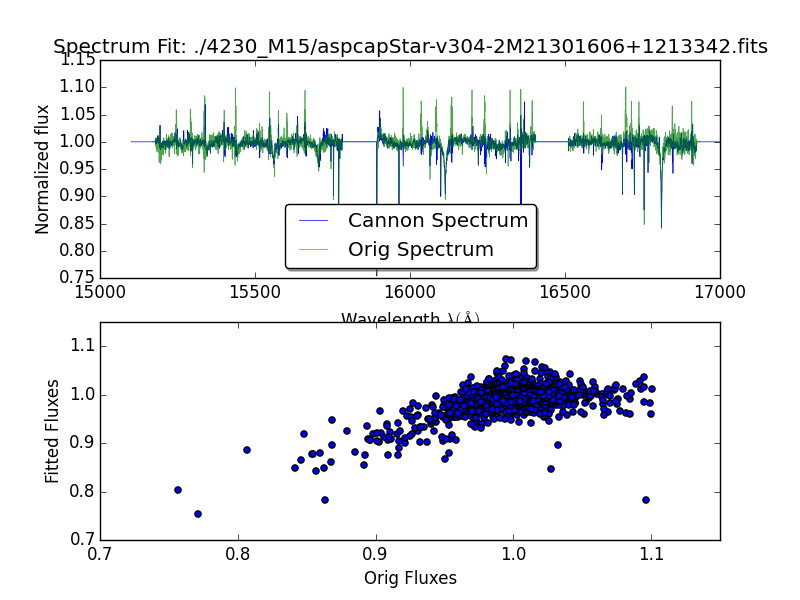 Spectrum Fit: ./4230_M15/aspcapStar-v304-2M21301606+1213342.fits
1.15
1.10
1.05
1.00
0.95
0.90
0.85
0.80
0.75
Normalized flux
Cannon Spectrum
Orig Spectrum
15000 15500 16000 16500 17000
Wavelength λ(Å)
1.1
1.0
0.9
0.8
0.7
Fitted Fluxes
0.7 0.8 0.9 1.0 1.1
Orig Fluxes